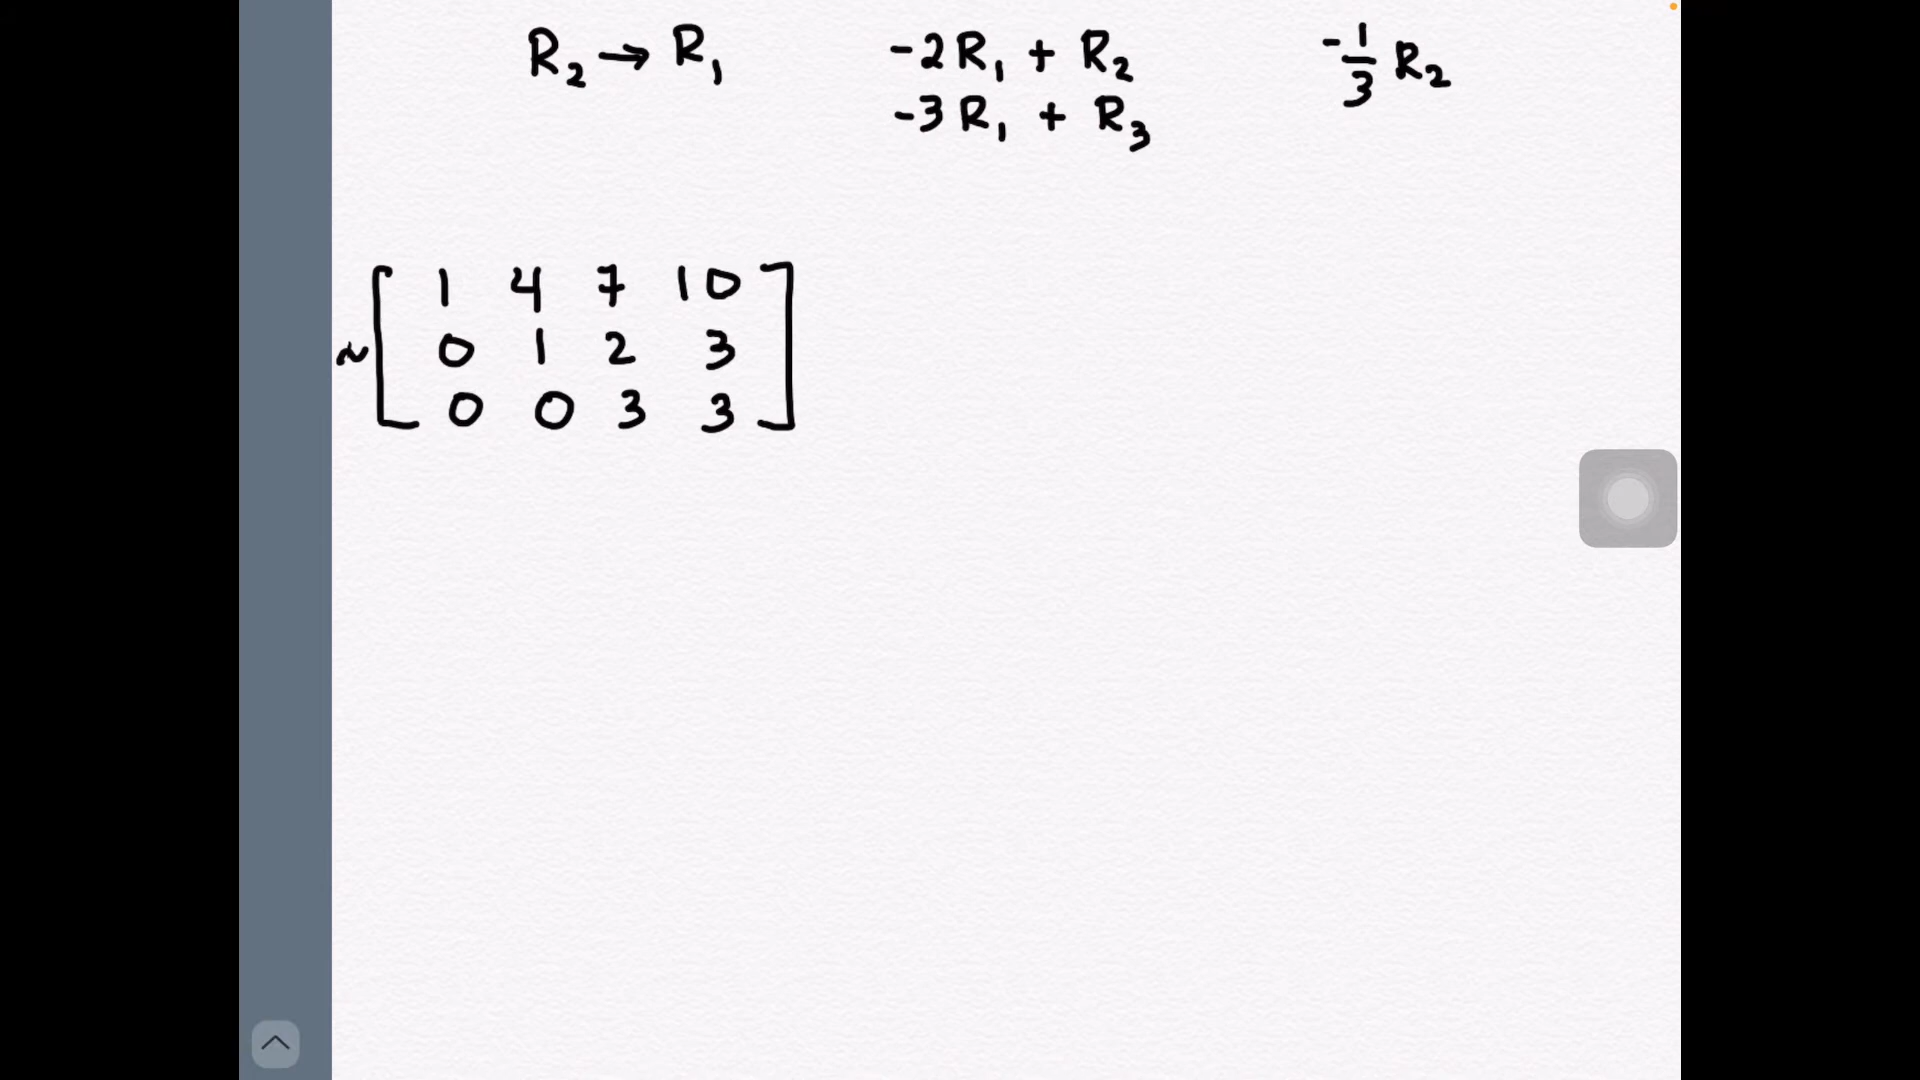 R₂ → R₁ -2R₁ + R₂ -1/3 R₂
-3R₁ + R₃
~[ 1 4 7 10 ]
0 1 2 3
0 0 3 3